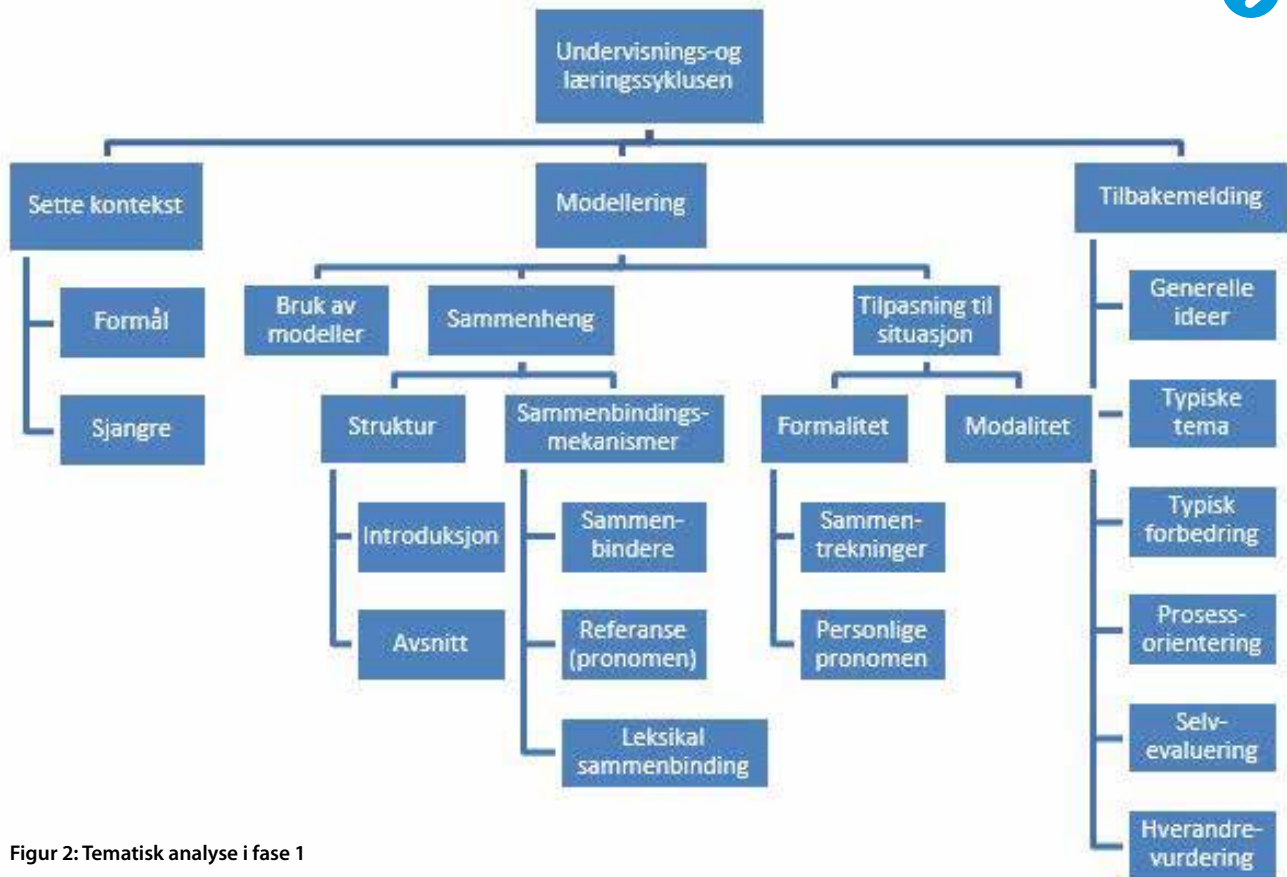 Undervisnings-og
læringssyklusen
Sette kontekst
Modellering
Tilbakemelding
Formål
Sjangre
Bruk av
modeller
Sammenheng
Tilpasning til
situasjon
Struktur
Sammenbindings-
mekanismer
Formalitet
Modalitet
Introduksjon
Avsnitt
Sammen-
bindere
Referanse
(pronomen)
Leksikal
sammenbinding
Sammen-
trekninger
Personlige
pronomen
Generelle
ideer
Typiske
tema
Typisk
forbedring
Prosess-
orientering
Selv-
evaluering
Hverandre-
vurdering
Figur 2: Tematisk analyse i fase 1